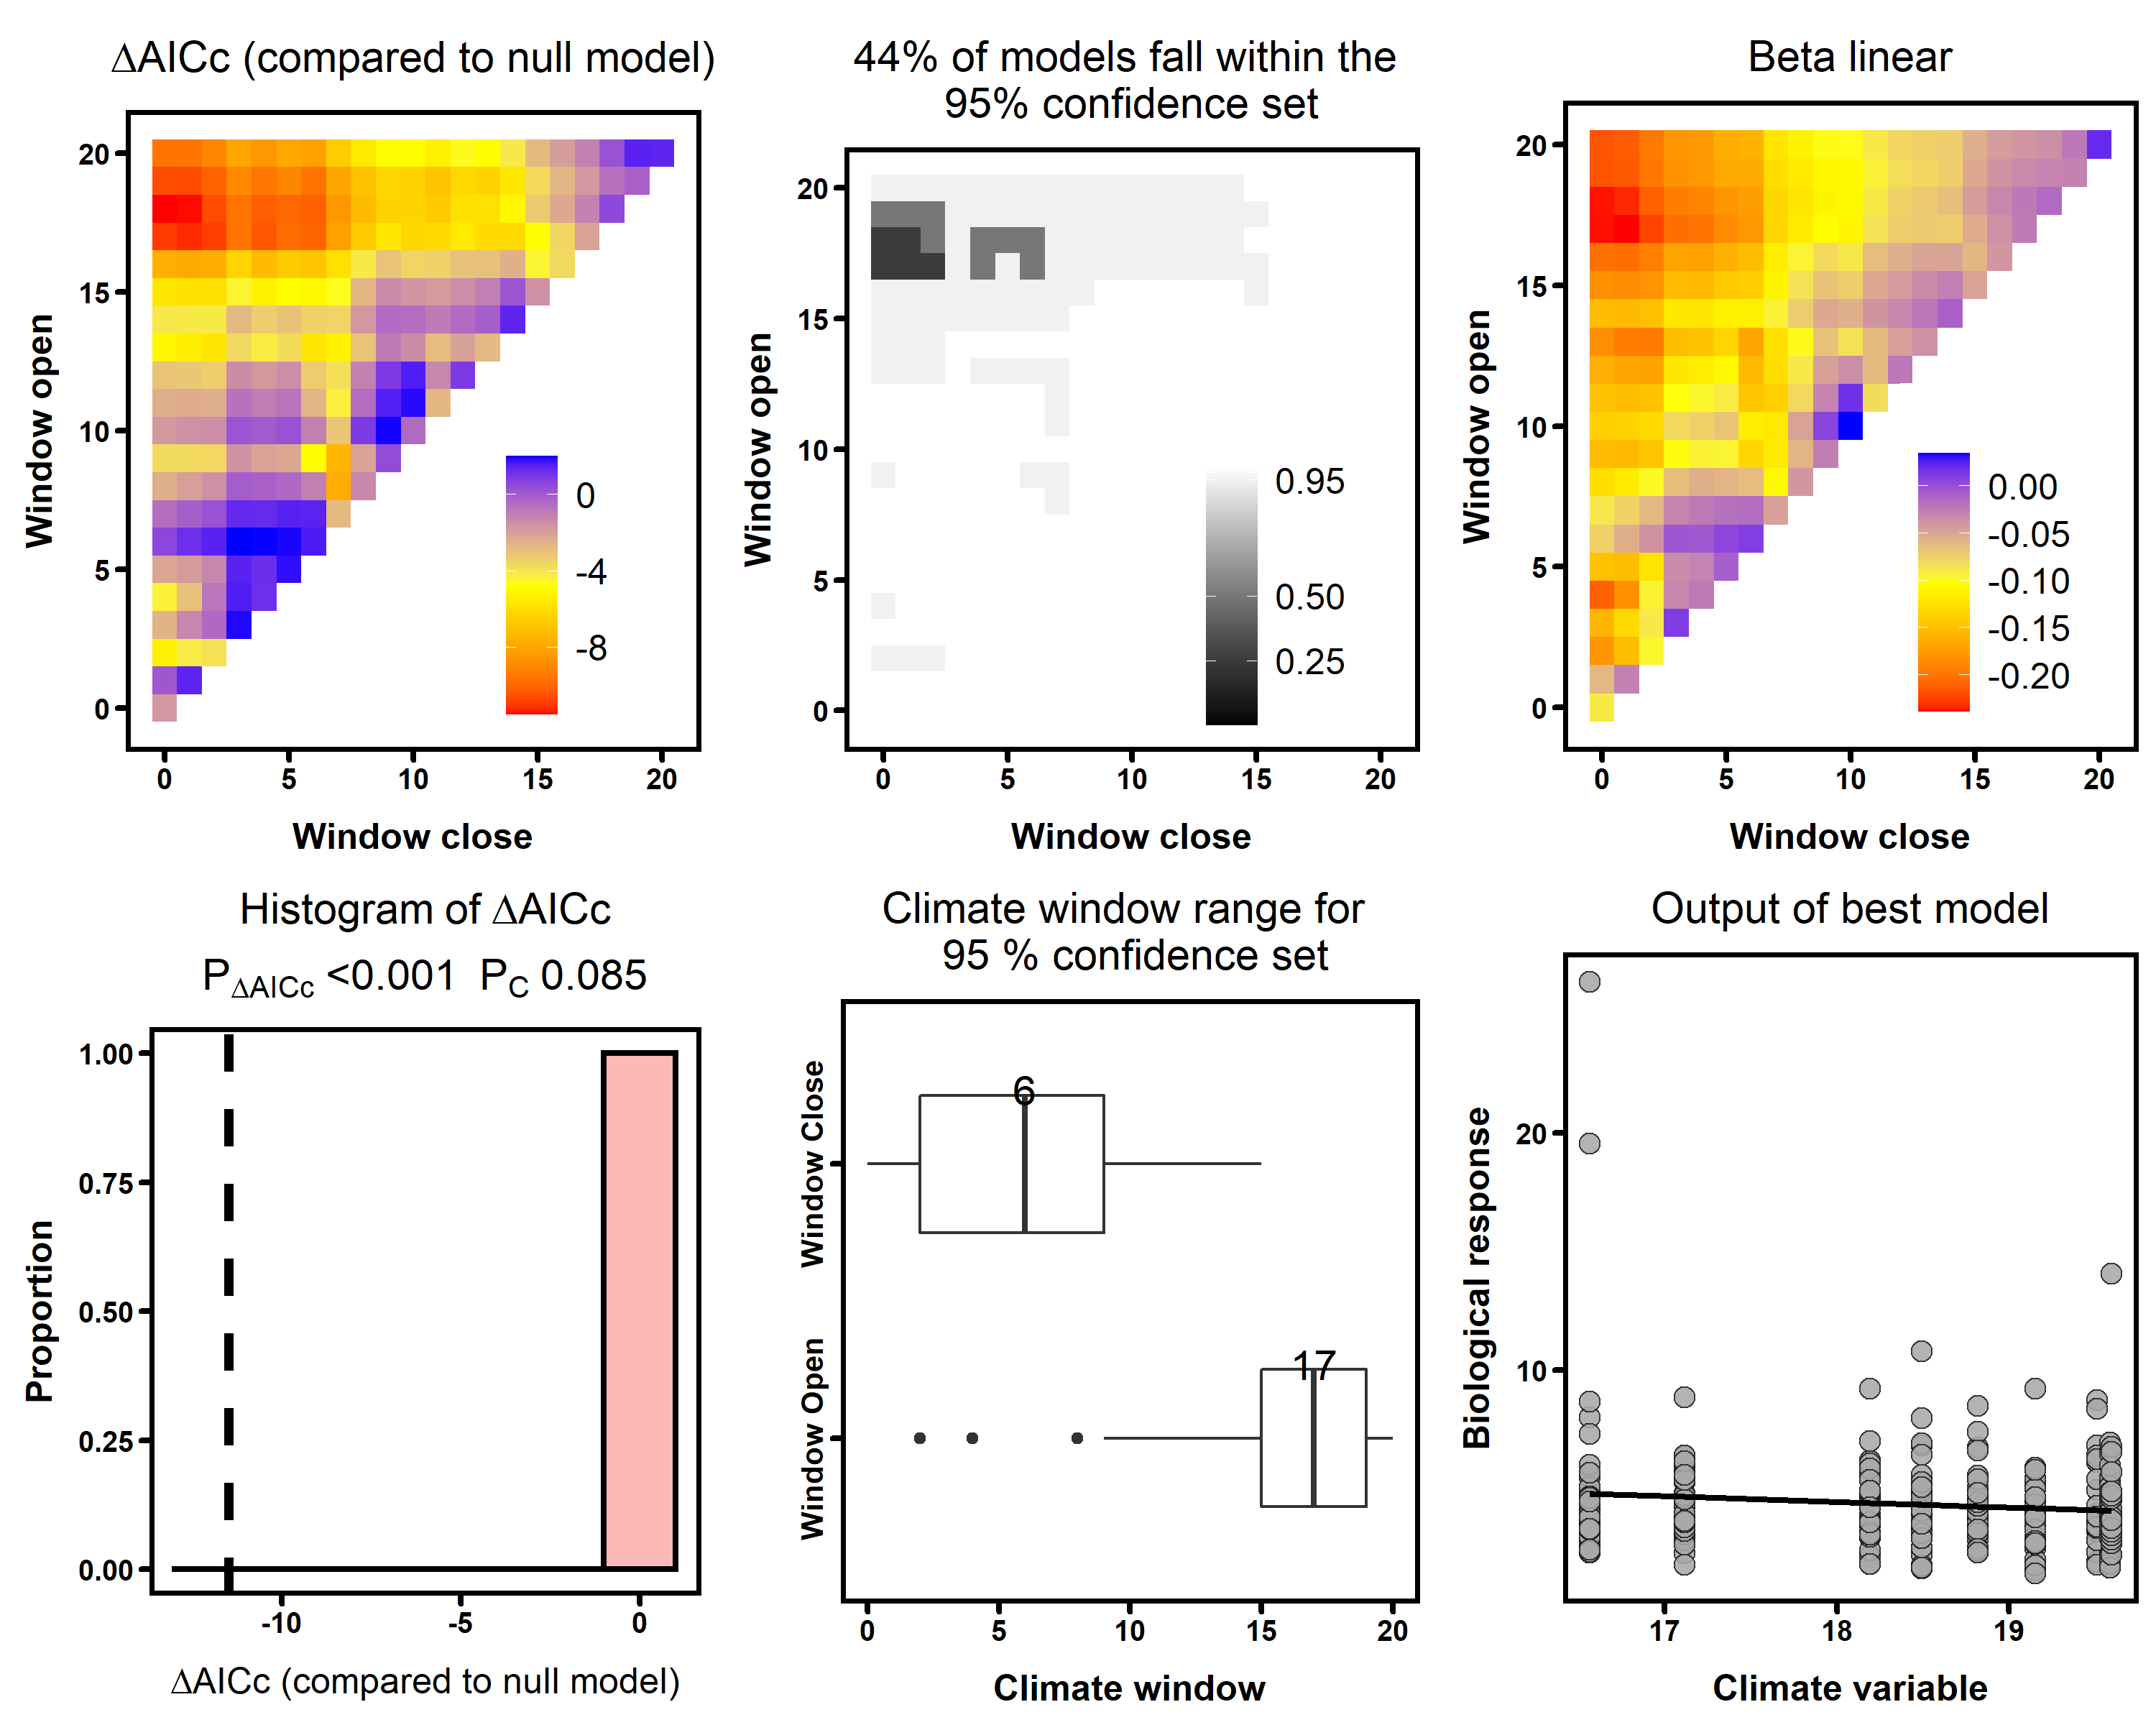 ΔAICc (compared to null model)
Window open
20
15
10
5
0
0
-4
-8
0 5 10 15 20
Window close
44% of models fall within the
95% confidence set
Window open
20
15
10
5
0
0.95
0.50
0.25
0 5 10 15 20
Window close
Beta linear
Window open
20
15
10
5
0
0.00
-0.05
-0.10
-0.15
-0.20
0 5 10 15 20
Window close
Histogram of ΔAICc
PΔAICc <0.001 PC 0.085
Proportion
1.00
0.75
0.50
0.25
0.00
-10 -5 0
ΔAICc (compared to null model)
Climate window range for
95 % confidence set
Window Close
6
Window Open
17
0 5 10 15 20
Climate window
Output of best model
Biological response
20
10
17 18 19
Climate variable